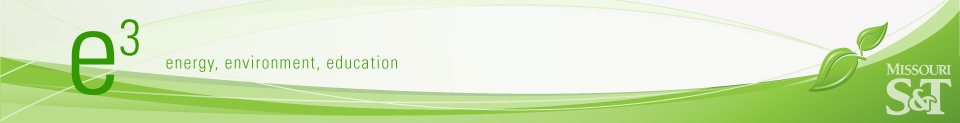 e³
energy, environment, education
MISSOURI
S&T